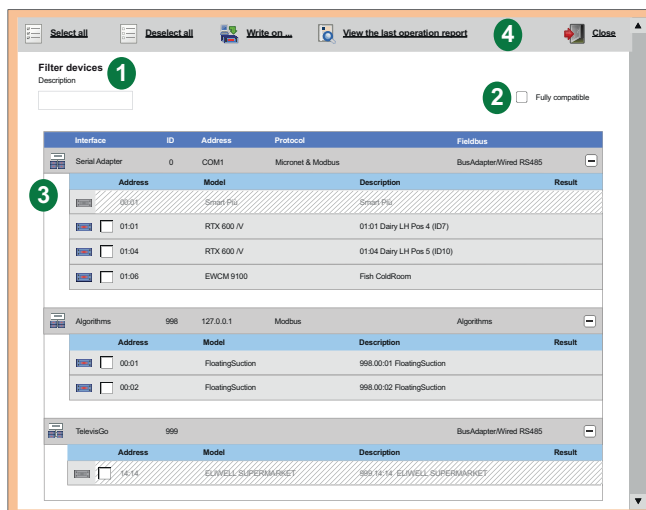 Select all Deselect all Write on ... View the last operation report 4 Close
Filter devices
Description
1
2 Fully compatible
Interface ID Address Protocol Fieldbus
Serial Adapter 0 COM1 Micronet & Modbus BusAdapter/Wired RS485
Address Model Description Result
3
00:01 Smart Più Smart Più
01:01 RTX 600 /V 01:01 Dairy LH Pos 4 (ID7)
01:04 RTX 600 /V 01:04 Dairy LH Pos 5 (ID10)
01:06 EWCM 9100 Fish ColdRoom
Algorithms 998 127.0.0.1 Modbus Algorithms
Address Model Description Result
00:01 FloatingSuction 998.00:01 FloatingSuction
00:02 FloatingSuction 998.00:02 FloatingSuction
TelevisGo 999 BusAdapter/Wired RS485
Address Model Description Result
14:14 ELIWELL SUPERMARKET 999.14:14 ELIWELL SUPERMARKET